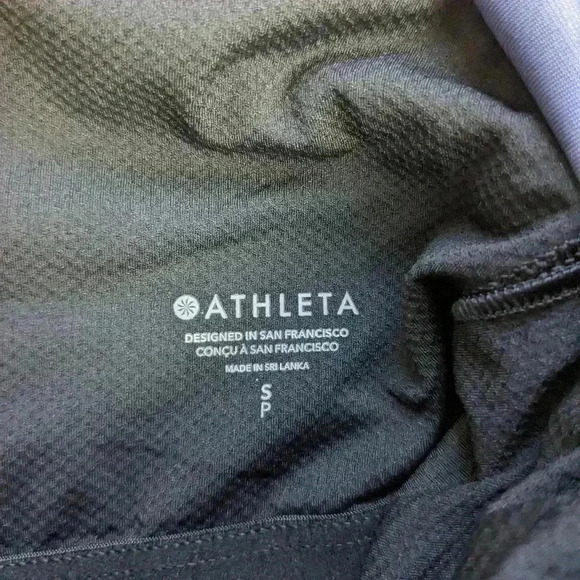 ATHLETA
DESIGNED IN SAN FRANCISCO
CONÇU À SAN FRANCISCO
MADE IN SRI LANKA
S
P